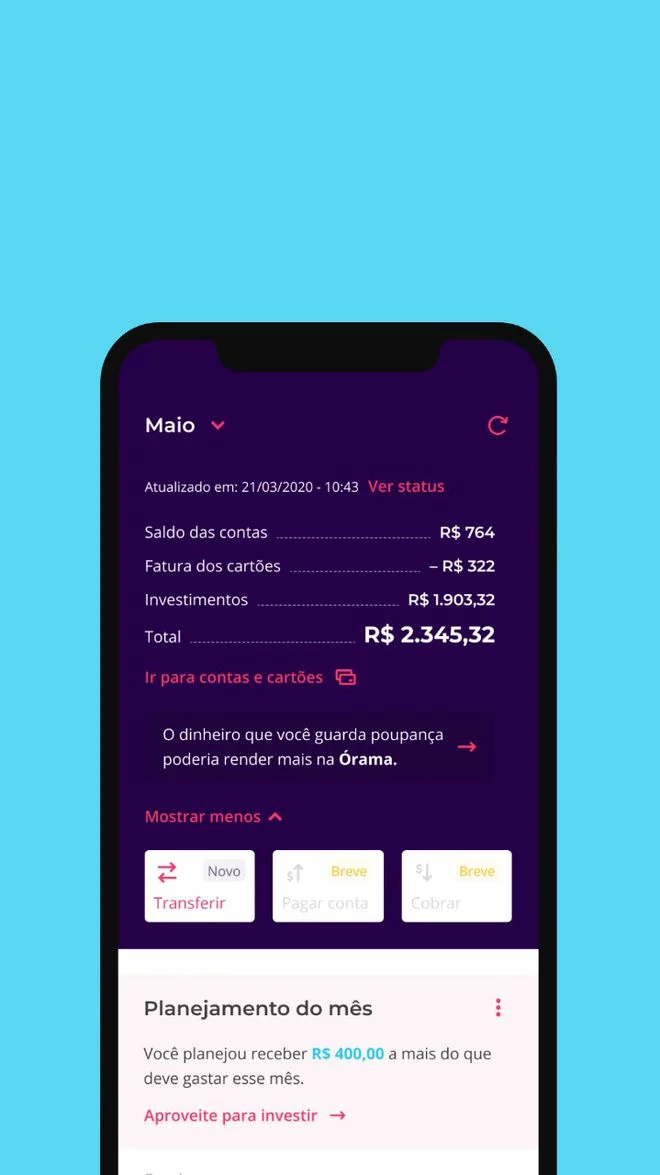 Maio
Atualizado em: 21/03/2020 - 10:43 Ver status
Saldo das contas R$ 764
Fatura dos cartões – R$ 322
Investimentos R$ 1.903,32
Total R$ 2.345,32
Ir para contas e cartões
O dinheiro que você guarda poupança
poderia render mais na Órama.
Mostrar menos
Novo
Transferir
Breve
Pagar conta
Breve
Cobrar
Planejamento do mês
Você planejou receber R$ 400,00 a mais do que
deve gastar esse mês.
Aproveite para investir